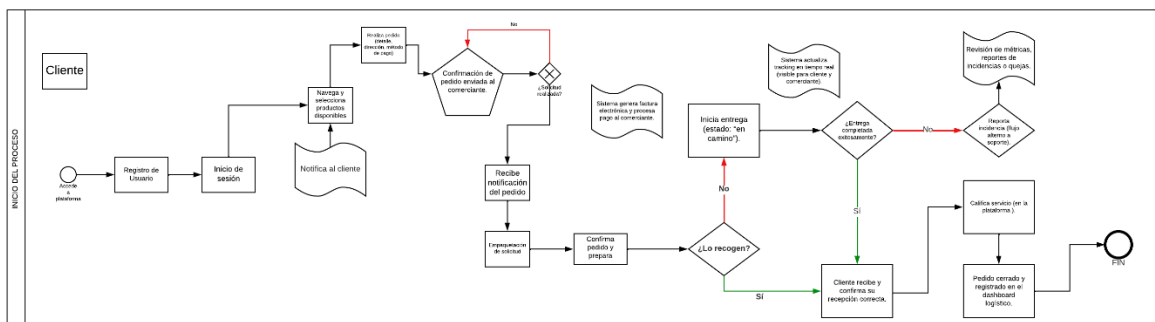 INICIO DEL PROCESO
Cliente
Accede
a
plataforma
Registro de
Usuario
Inicio de
sesión
Navega y
selecciona
productos
disponibles
Notifica al cliente
Realiza pedido
(detalle,
dirección, método
de pago)
Confirmación de
pedido enviada al
comerciante.
No
¿Solicitud
realizada?
Recibe
notificación
del pedido
Empaquetación
de solicitud
Confirma
pedido y
prepara
Sistema genera factura
electrónica y procesa
pago al comerciante.
¿Lo recogen?
No
Sí
Inicia entrega
(estado: "en
camino").
Sistema actualiza
tracking en tiempo real
(visible para cliente y
comerciante).
¿Entrega
completada
exitosamente?
No
Sí
Reporta
incidencia (flujo
alterno a
soporte).
Revisión de métricas,
reportes de
incidencias o quejas.
Cliente recibe y
confirma su
recepción correcta.
Califica servicio (en la
plataforma ).
Pedido cerrado y
registrado en el
dashboard
logístico.
FIN